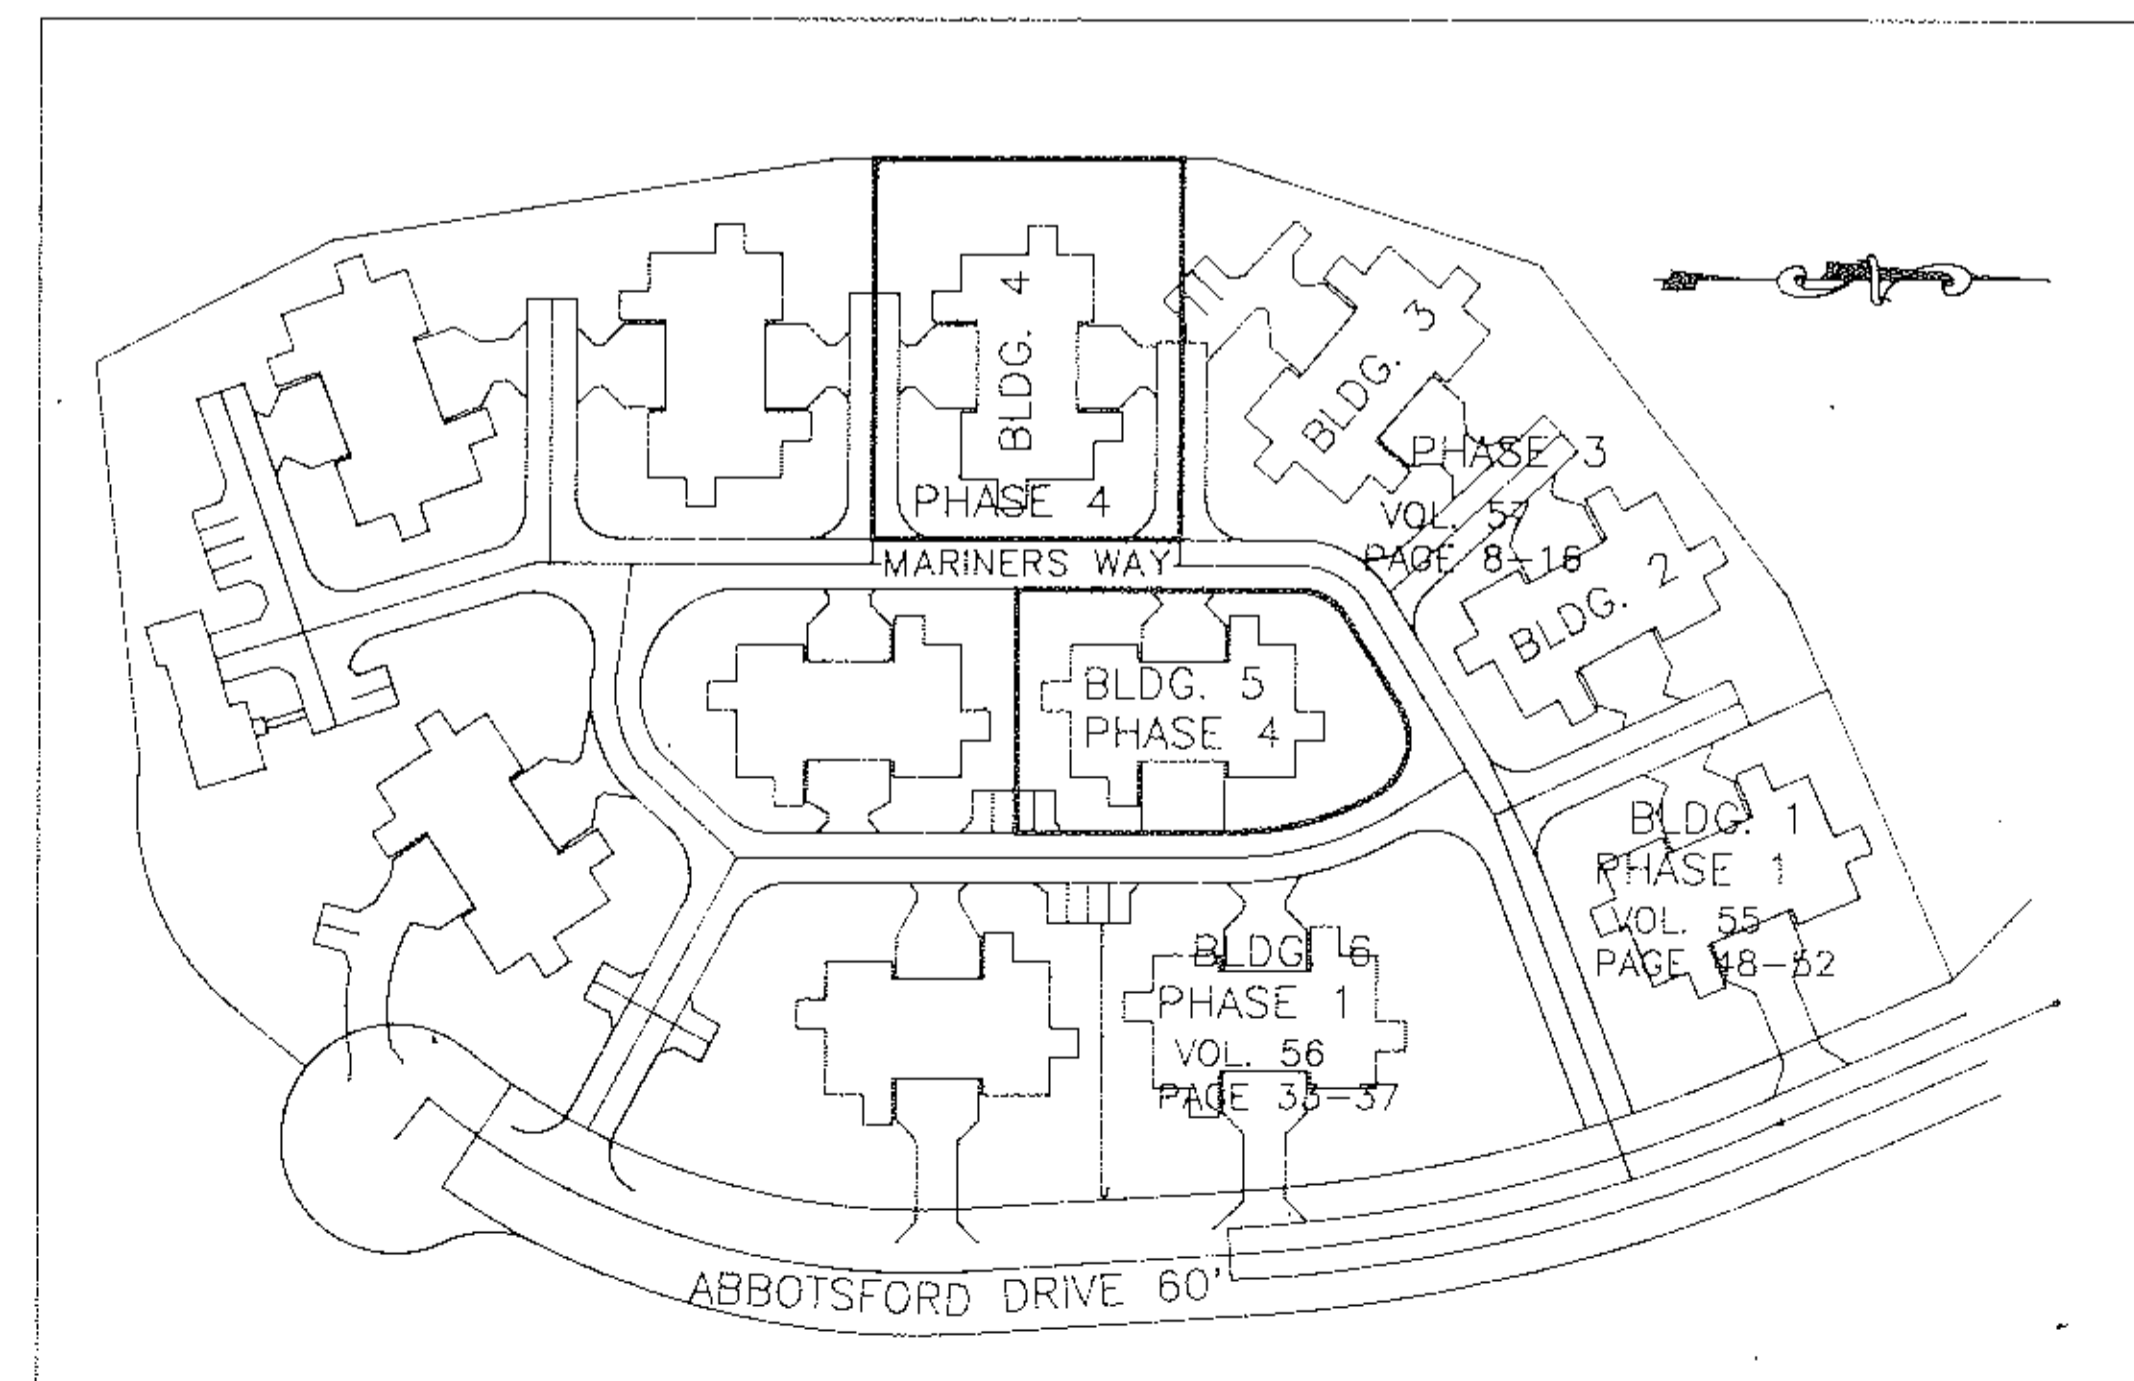 BLDG. 4
PHASE 4
BLDG. 3
PHASE 3
VOL. 57
PAGE 8-16
BLDG. 2
MARINERS WAY
BLDG. 5
PHASE 4
BLDG. 1
PHASE 1
VOL. 55
PAGE 48-52
BLDG. 6
PHASE 1
VOL. 56
PAGE 33-37
ABBOTSFORD DRIVE 60'